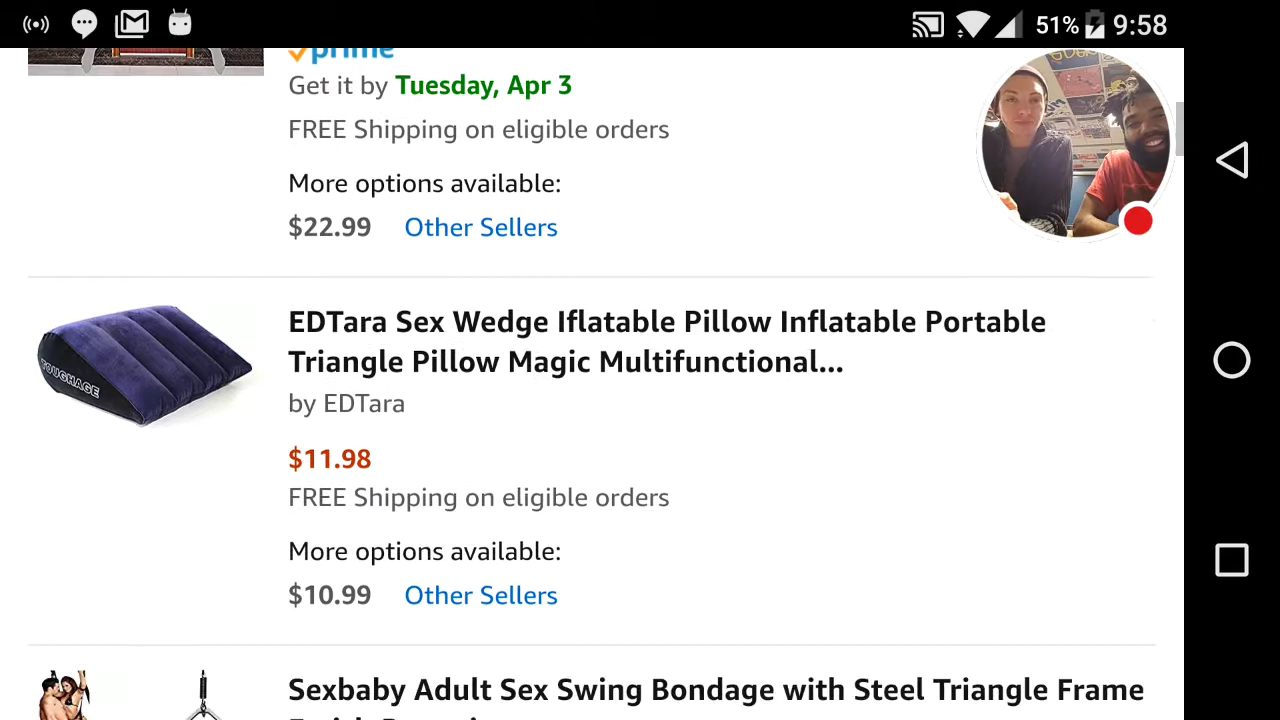 51% 9:58
prime
Get it by Tuesday, Apr 3
FREE Shipping on eligible orders
More options available:
$22.99 Other Sellers
EDTara Sex Wedge Iflatable Pillow Inflatable Portable
Triangle Pillow Magic Multifunctional...
by EDTara
TOUGHAGE
$11.98
FREE Shipping on eligible orders
More options available:
$10.99 Other Sellers
Sexbaby Adult Sex Swing Bondage with Steel Triangle Frame